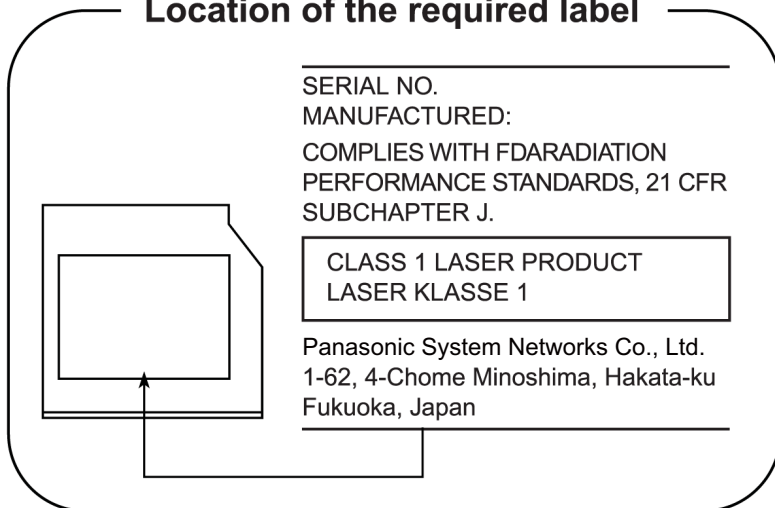 Location of the required label
SERIAL NO.
MANUFACTURED:
COMPLIES WITH FDARADIATION
PERFORMANCE STANDARDS, 21 CFR
SUBCHAPTER J.
CLASS 1 LASER PRODUCT
LASER KLASSE 1
Panasonic System Networks Co., Ltd.
1-62, 4-Chome Minoshima, Hakata-ku
Fukuoka, Japan